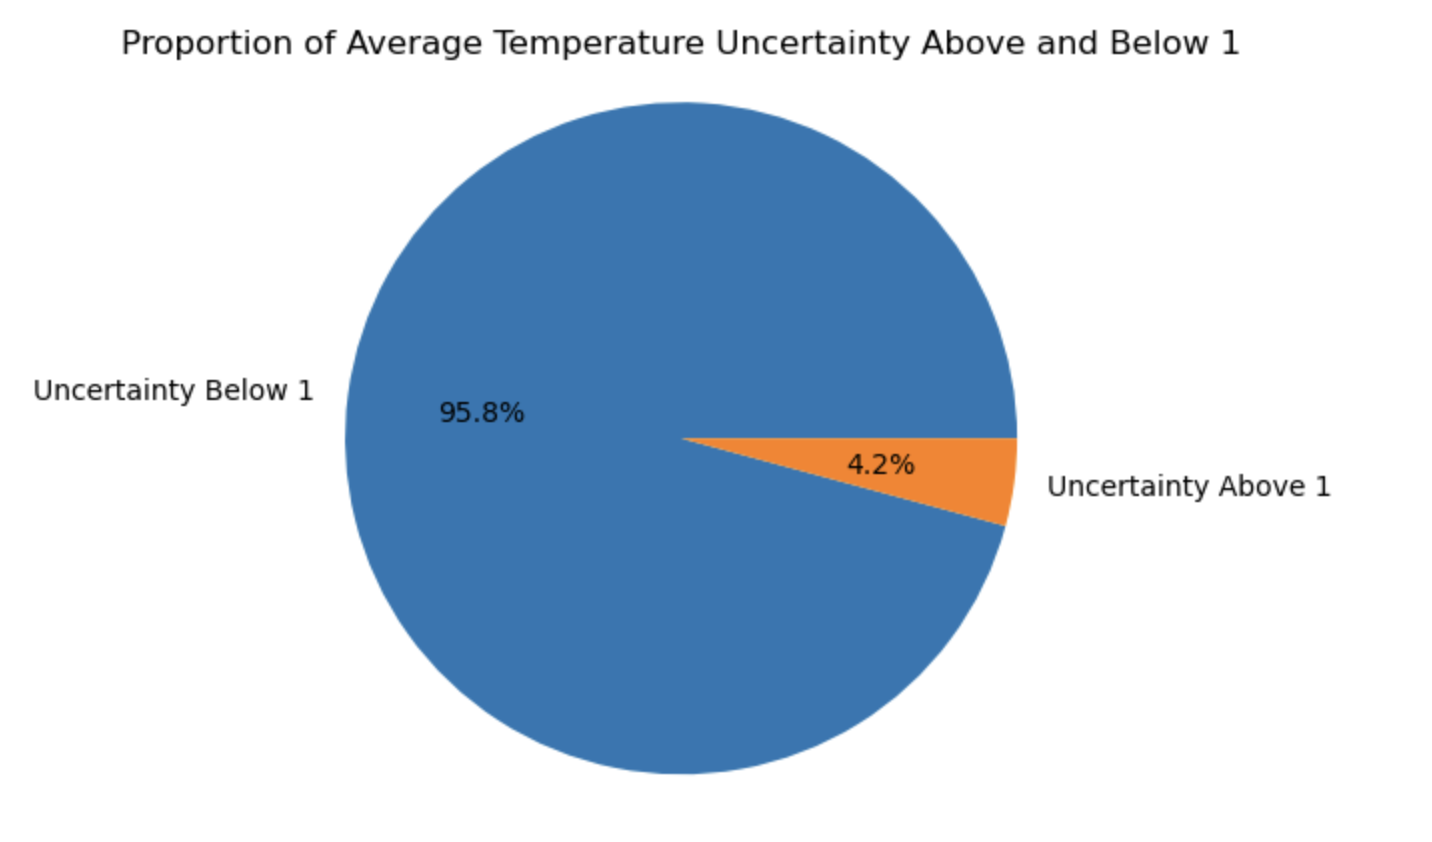 Proportion of Average Temperature Uncertainty Above and Below 1
Uncertainty Below 1
95.8%
4.2%
Uncertainty Above 1